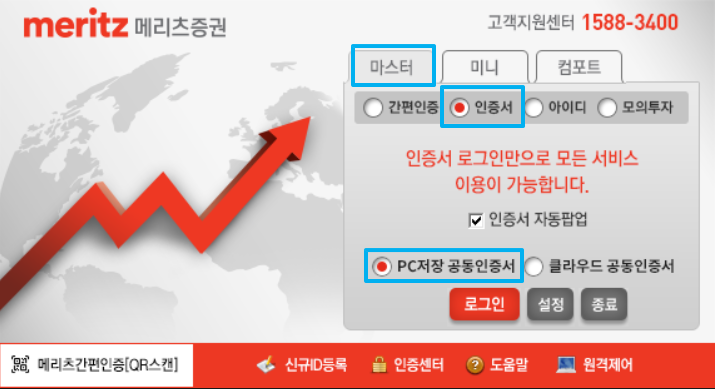 meritz 메리츠증권
고객지원센터 1588-3400
마스터 미니 컴포트
간편인증 인증서 아이디 모의투자
인증서 로그인만으로 모든 서비스
이용이 가능합니다.
인증서 자동팝업
PC저장 공동인증서 클라우드 공동인증서
로그인 설정 종료
메리츠간편인증[QR스캔] 신규ID등록 인증센터 도움말 원격제어